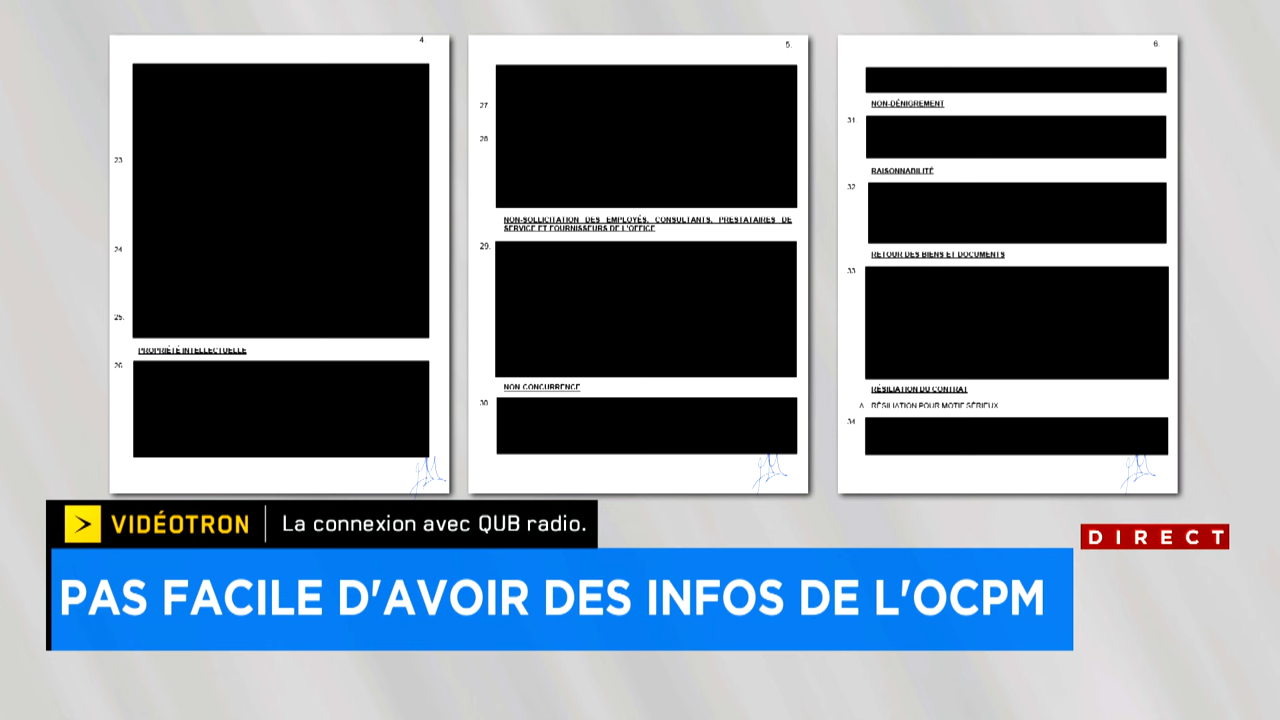 4.
23.
24.
25.
PROPRIÉTÉ INTELLECTUELLE
26.
5.
27
28
NON-SOLLICITATION DES EMPLOYÉS, CONSULTANTS, PRESTATAIRES DE
SERVICE ET FOURNISSEURS DE L'OFFICE
29.
NON CONCURRENCE
30.
6.
NON-DÉNIGREMENT
31.
RAISONNABILITÉ
32.
RETOUR DES BIENS ET DOCUMENTS
33.
RÉSILIATION DU CONTRAT
A. RÉSILIATION POUR MOTIF SÉRIEUX
34.
VIDÉOTRON La connexion avec QUB radio.
DIRECT
PAS FACILE D'AVOIR DES INFOS DE L'OCPM